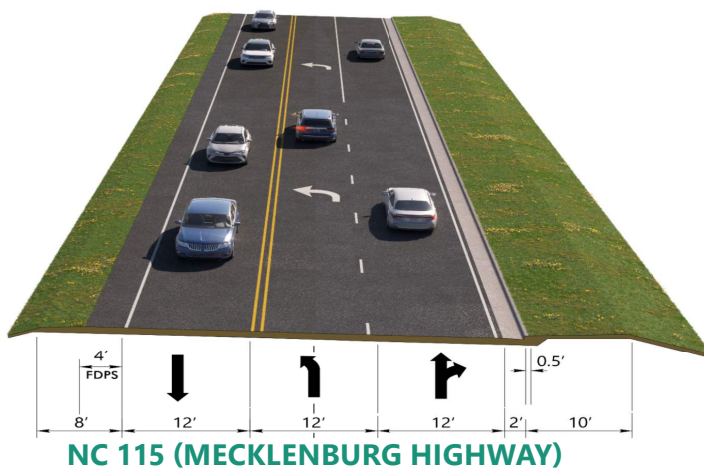 4’
FDPS
0.5’
8’ 12’ 12’ 12’ 2’ 10’
NC 115 (MECKLENBURG HIGHWAY)